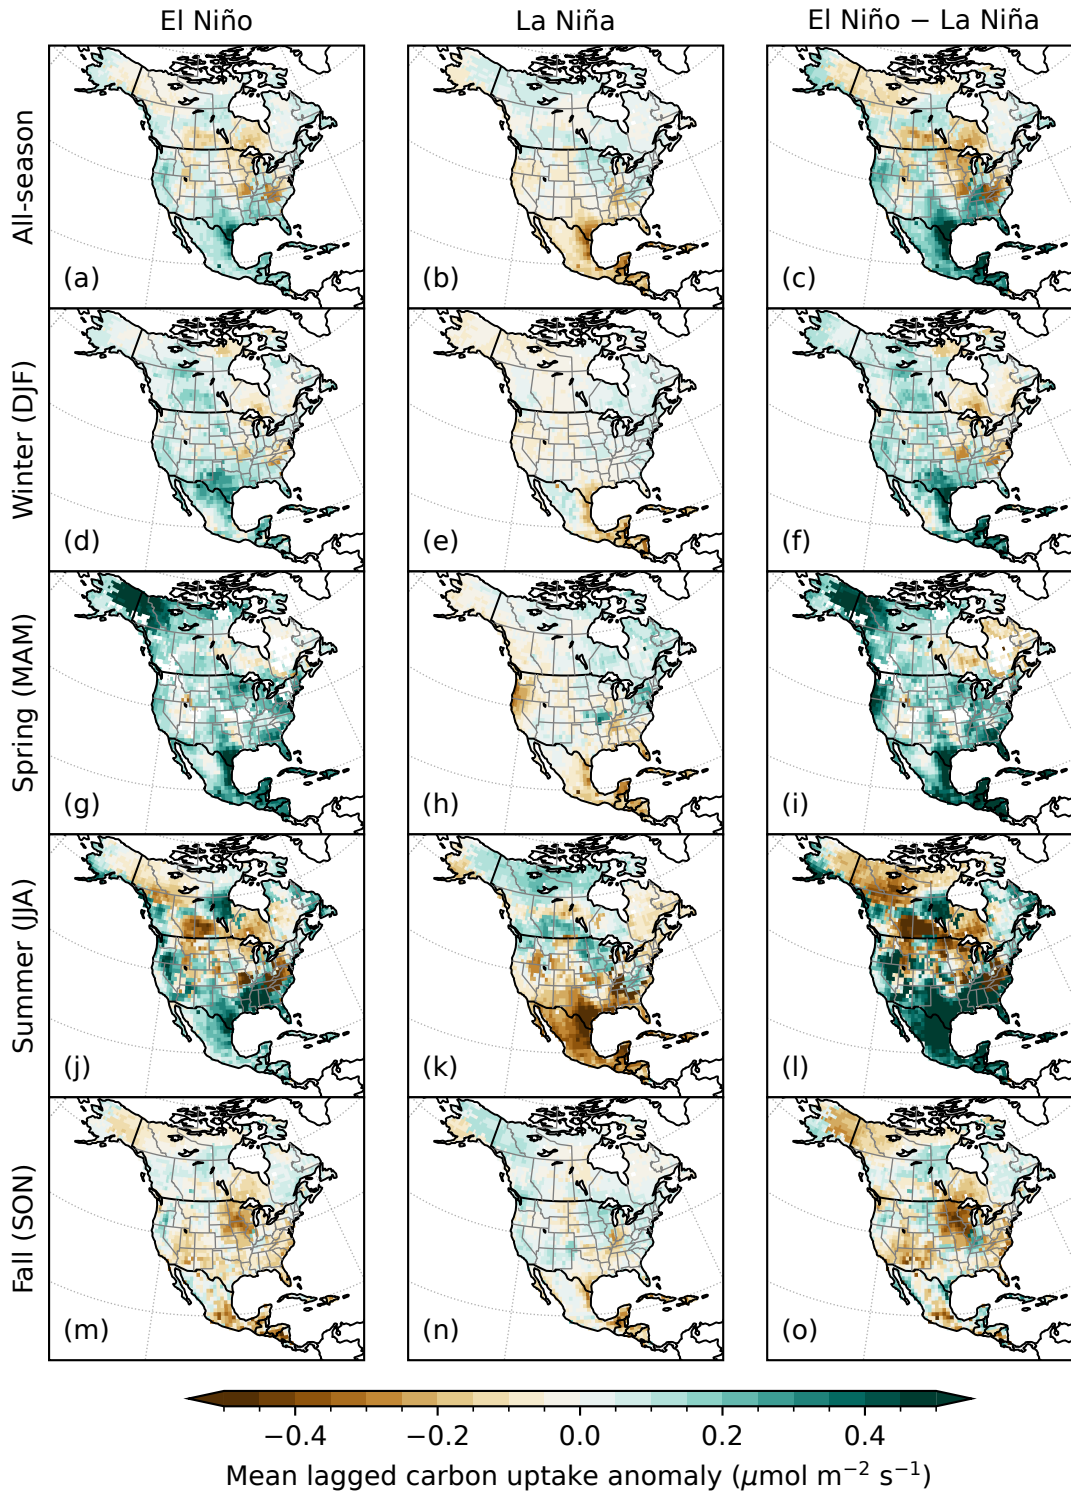 El Niño
La Niña
El Niño − La Niña
All-season
(a)
(b)
(c)
Winter (DJF)
(d)
(e)
(f)
Spring (MAM)
(g)
(h)
(i)
Summer (JJA)
(j)
(k)
(l)
Fall (SON)
(m)
(n)
(o)
−0.4 −0.2 0.0 0.2 0.4
Mean lagged carbon uptake anomaly (μmol m⁻² s⁻¹)